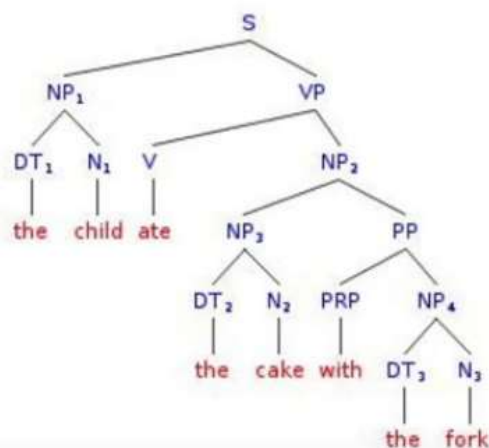 S
NP₁ VP
DT₁ N₁ V NP₂
the child ate NP₃ PP
DT₂ N₂ PRP NP₄
the cake with DT₃ N₃
the fork